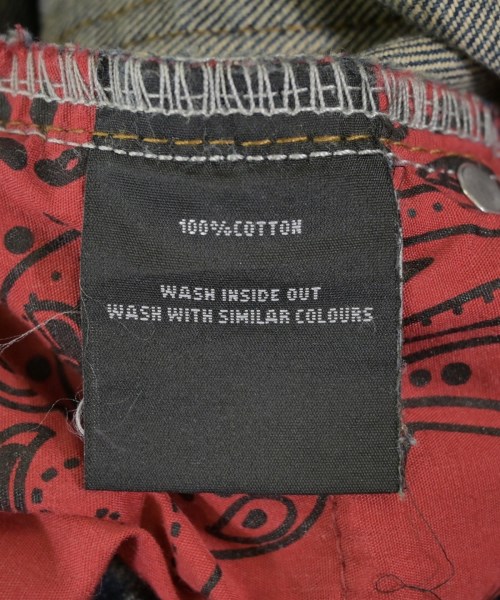 100%COTTON
WASH INSIDE OUT
WASH WITH SIMILAR COLOURS